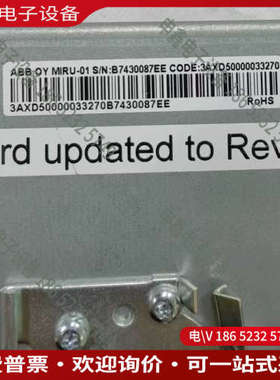 电子设备
ABB OY MIRU-01 S/N:B7430087EE CODE:3AXD50000033270
3AXD50000033270B7430087EE
RoHS
rd updated to Rev
电\V 186 5232 57
设普票· 欢迎询价· 可一站式